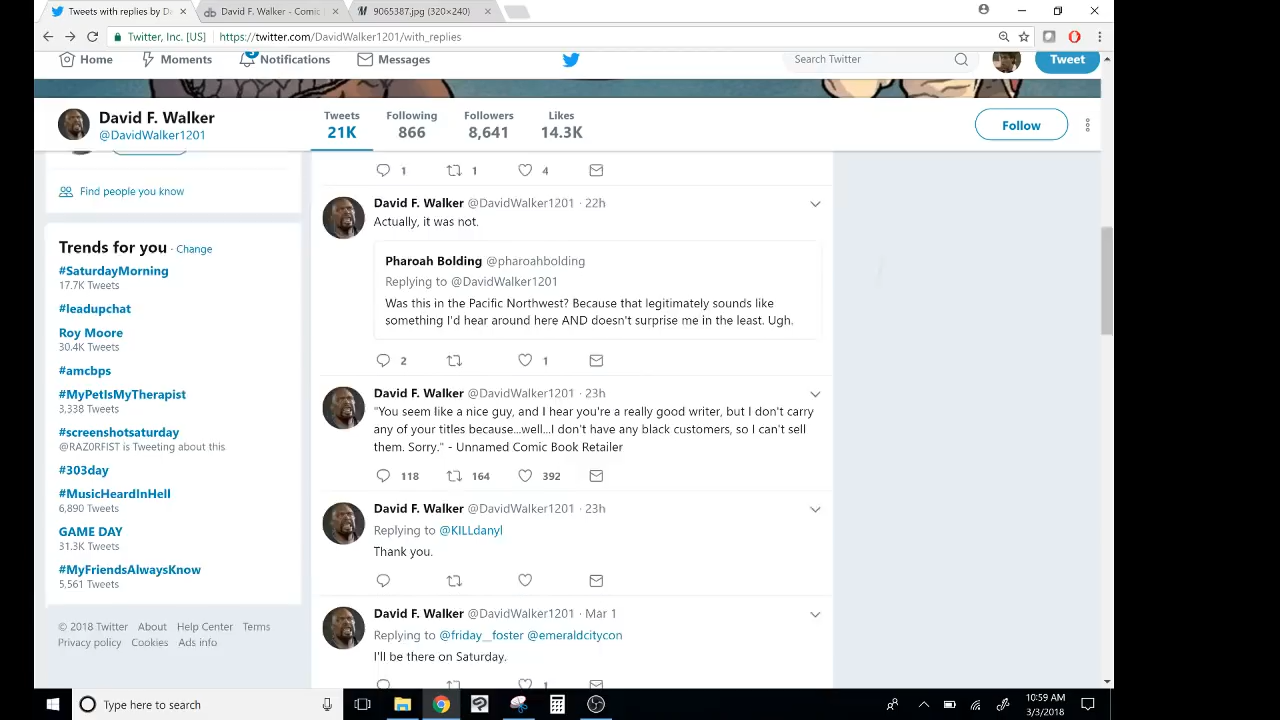 Tweets with replies by De
David F. Walker - Comic
9065387.jpg (320×240)
Twitter, Inc. [US]
https://twitter.com/DavidWalker1201/with_replies
Home
Moments
Notifications
Messages
Search Twitter
Tweet
David F. Walker
@DavidWalker1201
Tweets
21K
Following
866
Followers
8,641
Likes
14.3K
Follow
Find people you know
Trends for you · Change
#SaturdayMorning
17.7K Tweets
#leadupchat
Roy Moore
30.4K Tweets
#amcbps
#MyPetIsMyTherapist
3,338 Tweets
#screenshotsaturday
@RAZ0RFIST is Tweeting about this
#303day
#MusicHeardInHell
6,890 Tweets
GAME DAY
31.3K Tweets
#MyFriendsAlwaysKnow
5,561 Tweets
© 2018 Twitter About Help Center Terms
Privacy policy Cookies Ads info
1 1 4
David F. Walker @DavidWalker1201 · 22h
Actually, it was not.
Pharoah Bolding @pharoahbolding
Replying to @DavidWalker1201
Was this in the Pacific Northwest? Because that legitimately sounds like
something I'd hear around here AND doesn't surprise me in the least. Ugh.
2 1
David F. Walker @DavidWalker1201 · 23h
"You seem like a nice guy, and I hear you're a really good writer, but I don't carry
any of your titles because...well...I don't have any black customers, so I can't sell
them. Sorry." - Unnamed Comic Book Retailer
118 164 392
David F. Walker @DavidWalker1201 · 23h
Replying to @KILLdanyl
Thank you.
David F. Walker @DavidWalker1201 · Mar 1
Replying to @friday__foster @emeraldcitycon
I'll be there on Saturday.
1
Type here to search
10:59 AM
3/3/2018